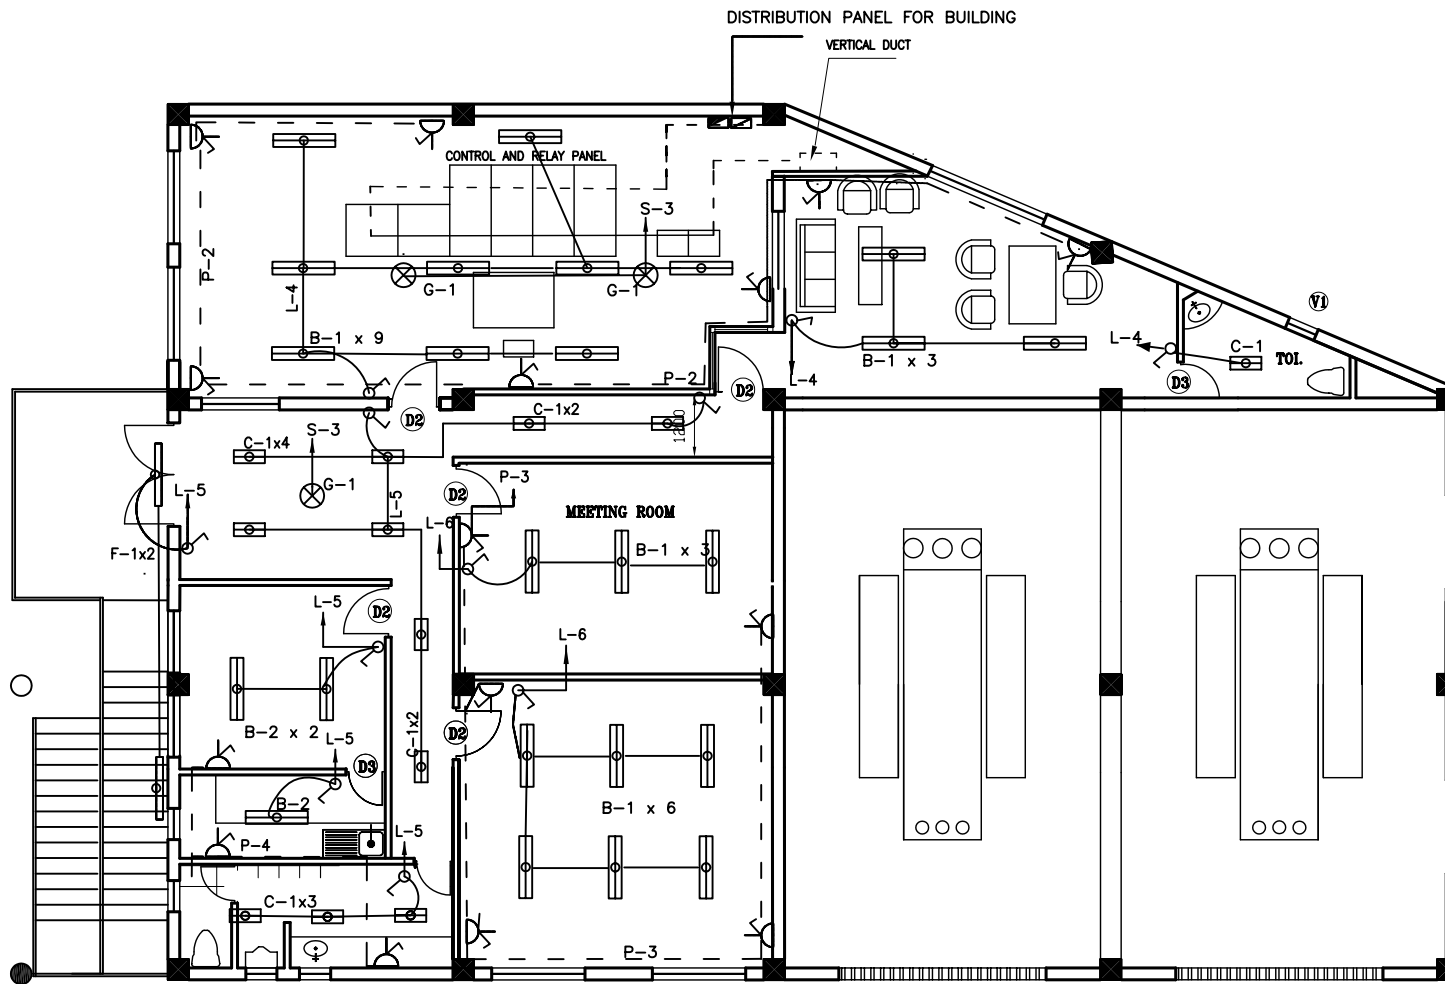 DISTRIBUTION PANEL FOR BUILDING
VERTICAL DUCT
CONTROL AND RELAY PANEL
S-3
P-2
G-1
G-1
L-4
B-1 x 9
V1
L-4
C-1
TOI.
B-1 x 3
L-4
P-2
D2
D3
D2
C-1x2
1200
S-3
C-1x4
P-3
D2
L-5
G-1
L-5
MEETING ROOM
L-6
B-1 x 3
F-1x2
L-5
D2
L-6
B-2 x 2
L-5
C-1x2
D2
D3
B-2
B-1 x 6
L-5
P-4
C-1x3
P-3